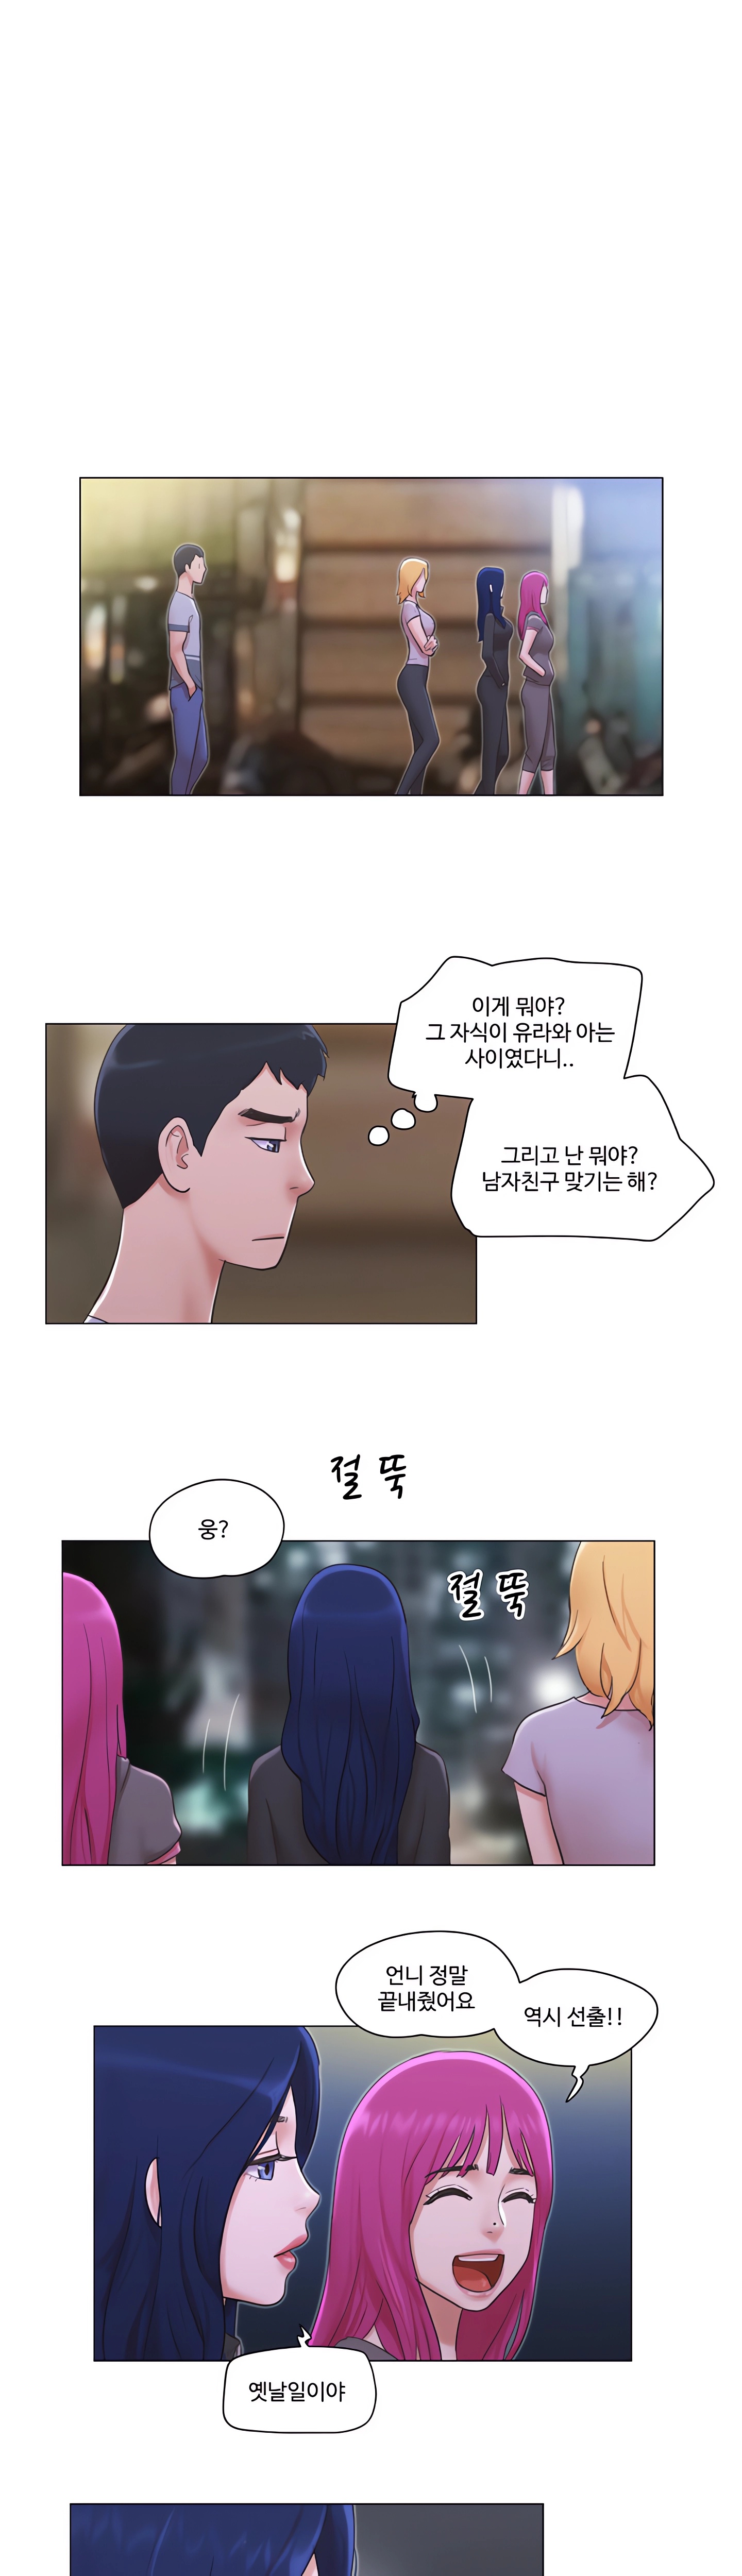 이게 뭐야?
그 자식이 유라와 아는
사이였다니..
그리고 난 뭐야?
남자친구 맞기는 해?
절 뚝
웅?
절 뚝
언니 정말
끝내줬어요
역시 선출!!
옛날일이야